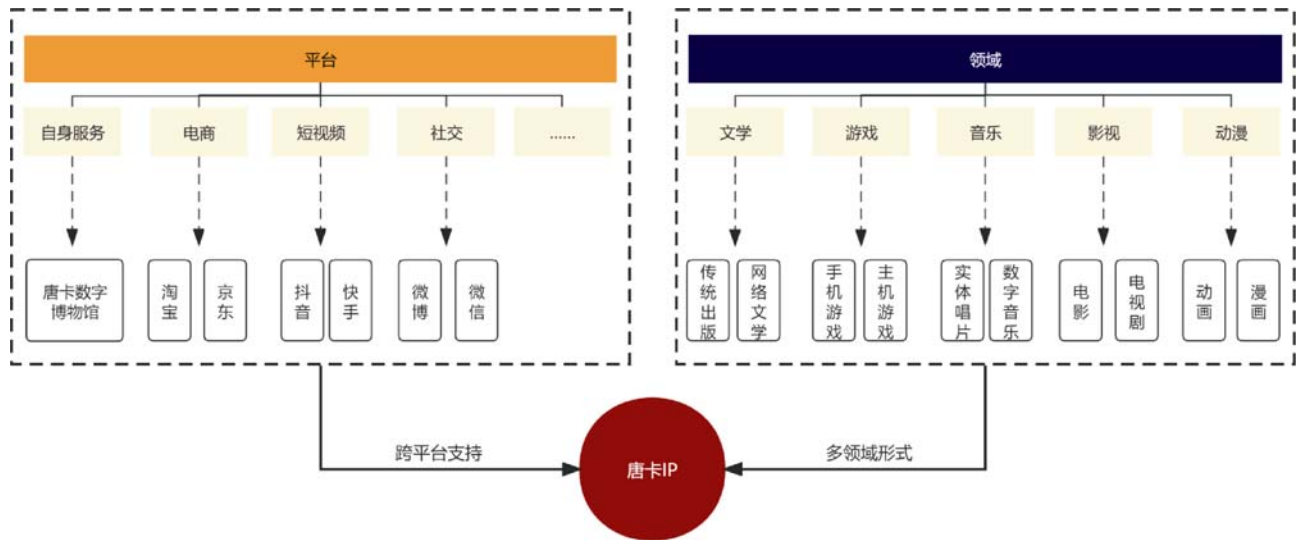 平台
自身服务
电商
短视频
社交
......
唐卡数字
博物馆
淘宝
京东
抖音
快手
微博
微信
领域
文学
游戏
音乐
影视
动漫
传统出版
网络文学
手机游戏
主机游戏
实体唱片
数字音乐
电影
电视剧
动画
漫画
跨平台支持
唐卡IP
多领域形式